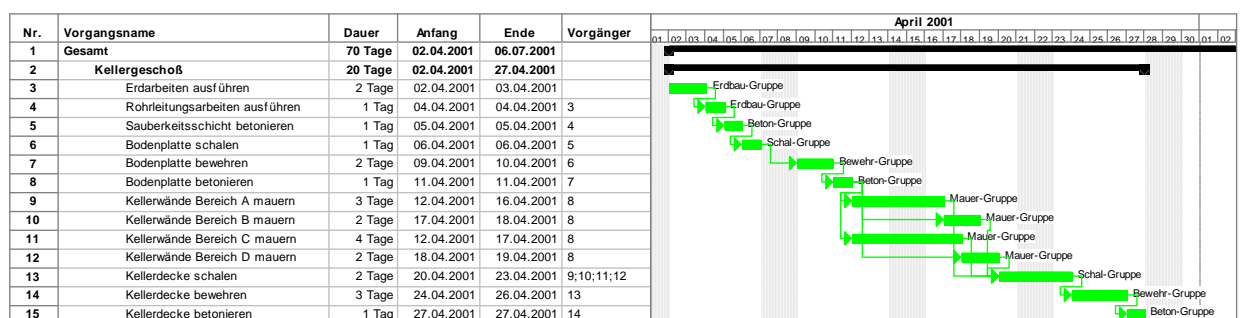 April 2001
Nr. Vorgangsname Dauer Anfang Ende Vorgänger
01. 02 03 04 05 06 07 08 09 10 11 12 13 14 15 16 17 18 19 20 21 22 23 24 25 26 27 28 29 30 01. 02.
1 Gesamt 70 Tage 02.04.2001 06.07.2001
2 Kellergeschoß 20 Tage 02.04.2001 27.04.2001
3 Erdarbeiten ausführen 2 Tage 02.04.2001 03.04.2001 Erdbau-Gruppe
4 Rohrleitungsarbeiten ausführen 1 Tag 04.04.2001 04.04.2001 3 Erdbau-Gruppe
5 Sauberkeitsschicht betonieren 1 Tag 05.04.2001 05.04.2001 4 Beton-Gruppe
6 Bodenplatte schalen 1 Tag 06.04.2001 06.04.2001 5 Schal-Gruppe
7 Bodenplatte bewehren 2 Tage 09.04.2001 10.04.2001 6 Bewehr-Gruppe
8 Bodenplatte betonieren 1 Tag 11.04.2001 11.04.2001 7 Beton-Gruppe
9 Kellerwände Bereich A mauern 3 Tage 12.04.2001 16.04.2001 8 Mauer-Gruppe
10 Kellerwände Bereich B mauern 2 Tage 17.04.2001 18.04.2001 8 Mauer-Gruppe
11 Kellerwände Bereich C mauern 4 Tage 12.04.2001 17.04.2001 8 Mauer-Gruppe
12 Kellerwände Bereich D mauern 2 Tage 18.04.2001 19.04.2001 8 Mauer-Gruppe
13 Kellerdecke schalen 2 Tage 20.04.2001 23.04.2001 9;10;11;12 Schal-Gruppe
14 Kellerdecke bewehren 3 Tage 24.04.2001 26.04.2001 13 Bewehr-Gruppe
15 Kellerdecke betonieren 1 Tag 27.04.2001 27.04.2001 14 Beton-Gruppe